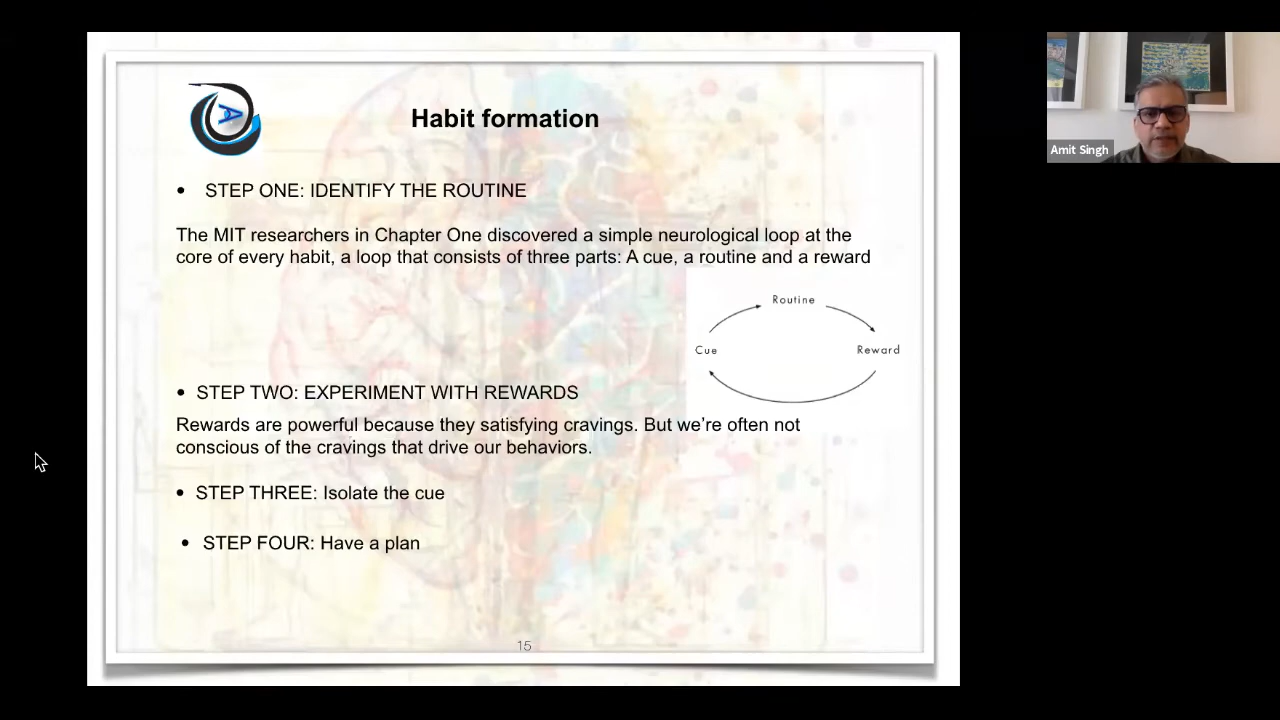 Habit formation
• STEP ONE: IDENTIFY THE ROUTINE
The MIT researchers in Chapter One discovered a simple neurological loop at the
core of every habit, a loop that consists of three parts: A cue, a routine and a reward
Routine
Cue
Reward
• STEP TWO: EXPERIMENT WITH REWARDS
Rewards are powerful because they satisfying cravings. But we’re often not
conscious of the cravings that drive our behaviors.
• STEP THREE: Isolate the cue
• STEP FOUR: Have a plan
15
Amit Singh